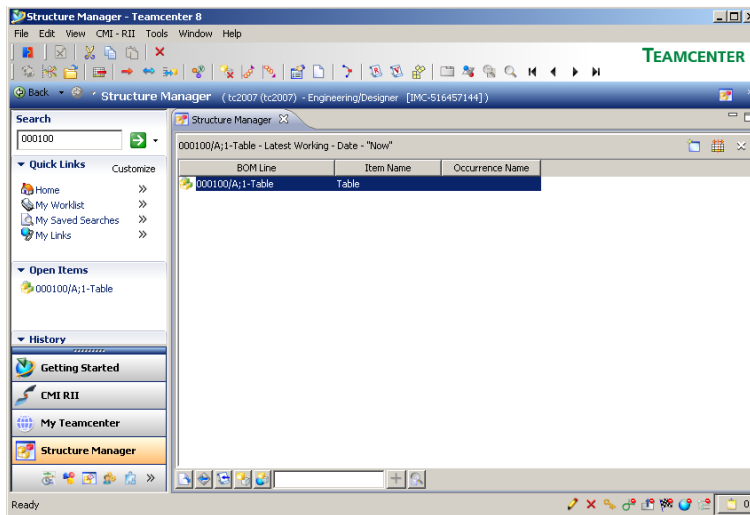 Structure Manager - Teamcenter 8
File Edit View CMI - RII Tools Window Help
TEAMCENTER
Back Structure Manager ( tc2007 (tc2007) - Engineering/Designer [IMC-516457144] )
Search
000100
Quick Links Customize
Home
My Worklist
My Saved Searches
My Links
Open Items
000100/A;1-Table
History
Getting Started
CMI RII
My Teamcenter
Structure Manager
Structure Manager
000100/A;1-Table - Latest Working - Date - "Now"
BOM Line Item Name Occurrence Name
000100/A;1-Table Table
Ready
0